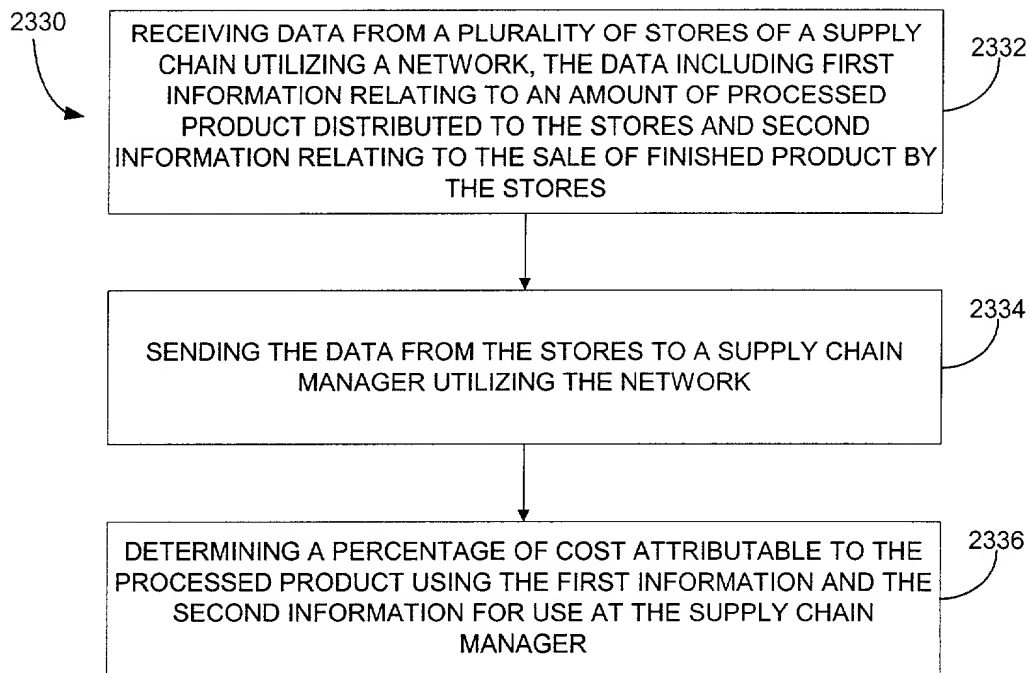 2330
RECEIVING DATA FROM A PLURALITY OF STORES OF A SUPPLY
CHAIN UTILIZING A NETWORK, THE DATA INCLUDING FIRST
INFORMATION RELATING TO AN AMOUNT OF PROCESSED
PRODUCT DISTRIBUTED TO THE STORES AND SECOND
INFORMATION RELATING TO THE SALE OF FINISHED PRODUCT BY
THE STORES
2332
SENDING THE DATA FROM THE STORES TO A SUPPLY CHAIN
MANAGER UTILIZING THE NETWORK
2334
DETERMINING A PERCENTAGE OF COST ATTRIBUTABLE TO THE
PROCESSED PRODUCT USING THE FIRST INFORMATION AND THE
SECOND INFORMATION FOR USE AT THE SUPPLY CHAIN
MANAGER
2336